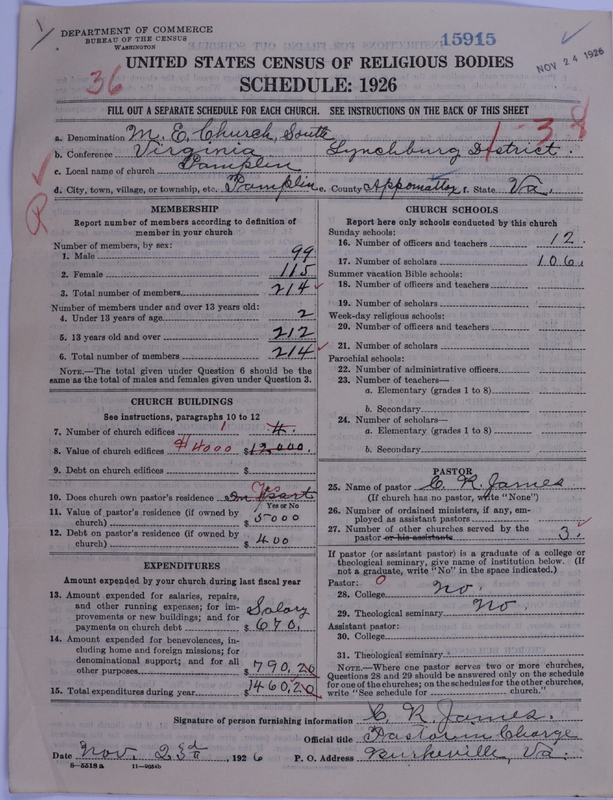 DEPARTMENT OF COMMERCE
BUREAU OF THE CENSUS
WASHINGTON
15915
NOV 24 1926
UNITED STATES CENSUS OF RELIGIOUS BODIES
36
SCHEDULE: 1926
FILL OUT A SEPARATE SCHEDULE FOR EACH CHURCH. SEE INSTRUCTIONS ON THE BACK OF THIS SHEET
1-38
a. Denomination M. E. Church, South
b. Conference Virginia Lynchburg District.
c. Local name of church Pamplin
d. City, town, village, or township, etc. Pamplin e. County Appomattox f. State Va.
MEMBERSHIP
Report number of members according to definition of
member in your church
Number of members, by sex:
1. Male 99
2. Female 115
3. Total number of members 214
Number of members under and over 13 years old:
4. Under 13 years of age 2
5. 13 years old and over 212
6. Total number of members 214
NOTE.—The total given under Question 6 should be
same as the total of males and females given under Question 3.
CHURCH BUILDINGS
See instructions, paragraphs 10 to 12
7. Number of church edifices 1 4.
8. Value of church edifices $4000 $12,000.
9. Debt on church edifices $
10. Does church own pastor's residence Yes In part
Yes or No
11. Value of pastor's residence (if owned by
church) $ 5000
12. Debt on pastor's residence (if owned by
church) $ 400
EXPENDITURES
Amount expended by your church during last fiscal year
13. Amount expended for salaries, repairs,
and other running expenses; for im-
provements or new buildings; and for Salary
payments on church debt $ 670.
14. Amount expended for benevolences, in-
cluding home and foreign missions; for
denominational support; and for all
other purposes $ 790.20
15. Total expenditures during year $ 1460.20
CHURCH SCHOOLS
Report here only schools conducted by this church
Sunday schools:
16. Number of officers and teachers 12.
17. Number of scholars 106.
Summer vacation Bible schools:
18. Number of officers and teachers
19. Number of scholars
Week-day religious schools:
20. Number of officers and teachers
21. Number of scholars
Parochial schools:
22. Number of administrative officers
23. Number of teachers—
a. Elementary (grades 1 to 8)
b. Secondary
24. Number of scholars—
a. Elementary (grades 1 to 8)
b. Secondary
PASTOR
25. Name of pastor C. R. James
(If church has no pastor, write "None")
26. Number of ordained ministers, if any, em-
ployed as assistant pastors
27. Number of other churches served by the
pastor or his assistants 3.
If pastor (or assistant pastor) is a graduate of a college or
theological seminary, give name of institution below. (If
not a graduate, write "No" in the space indicated.)
Pastor: 0
28. College No.
29. Theological seminary No.
Assistant pastor:
30. College
31. Theological seminary
NOTE.—Where one pastor serves two or more churches,
Questions 28 and 29 should be answered only on the schedule
for one of the churches; on the schedules for the other churches,
write "See schedule for church."
Signature of person furnishing information C. R. James.
Official title Pastor in Charge
Date Nov. 23d, 1926 P. O. Address Burkeville, Va.
8-5518a 11-9264b